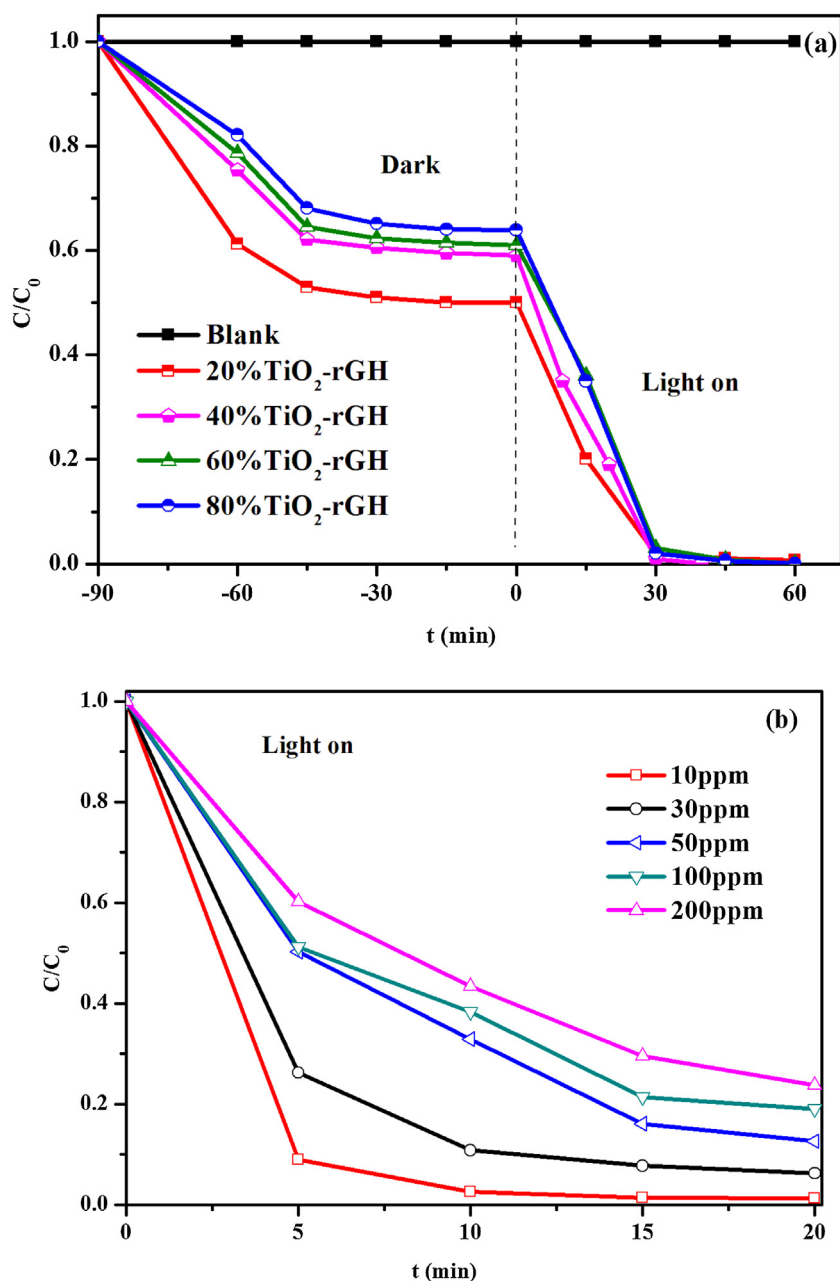 (a)
1.0
0.8
0.6
0.4
0.2
0.0
C/C₀
Dark
Light on
Blank
20%TiO₂-rGH
40%TiO₂-rGH
60%TiO₂-rGH
80%TiO₂-rGH
-90 -60 -30 0 30 60
t (min)
(b)
1.0
0.8
0.6
0.4
0.2
0.0
C/C₀
Light on
10ppm
30ppm
50ppm
100ppm
200ppm
0 5 10 15 20
t (min)